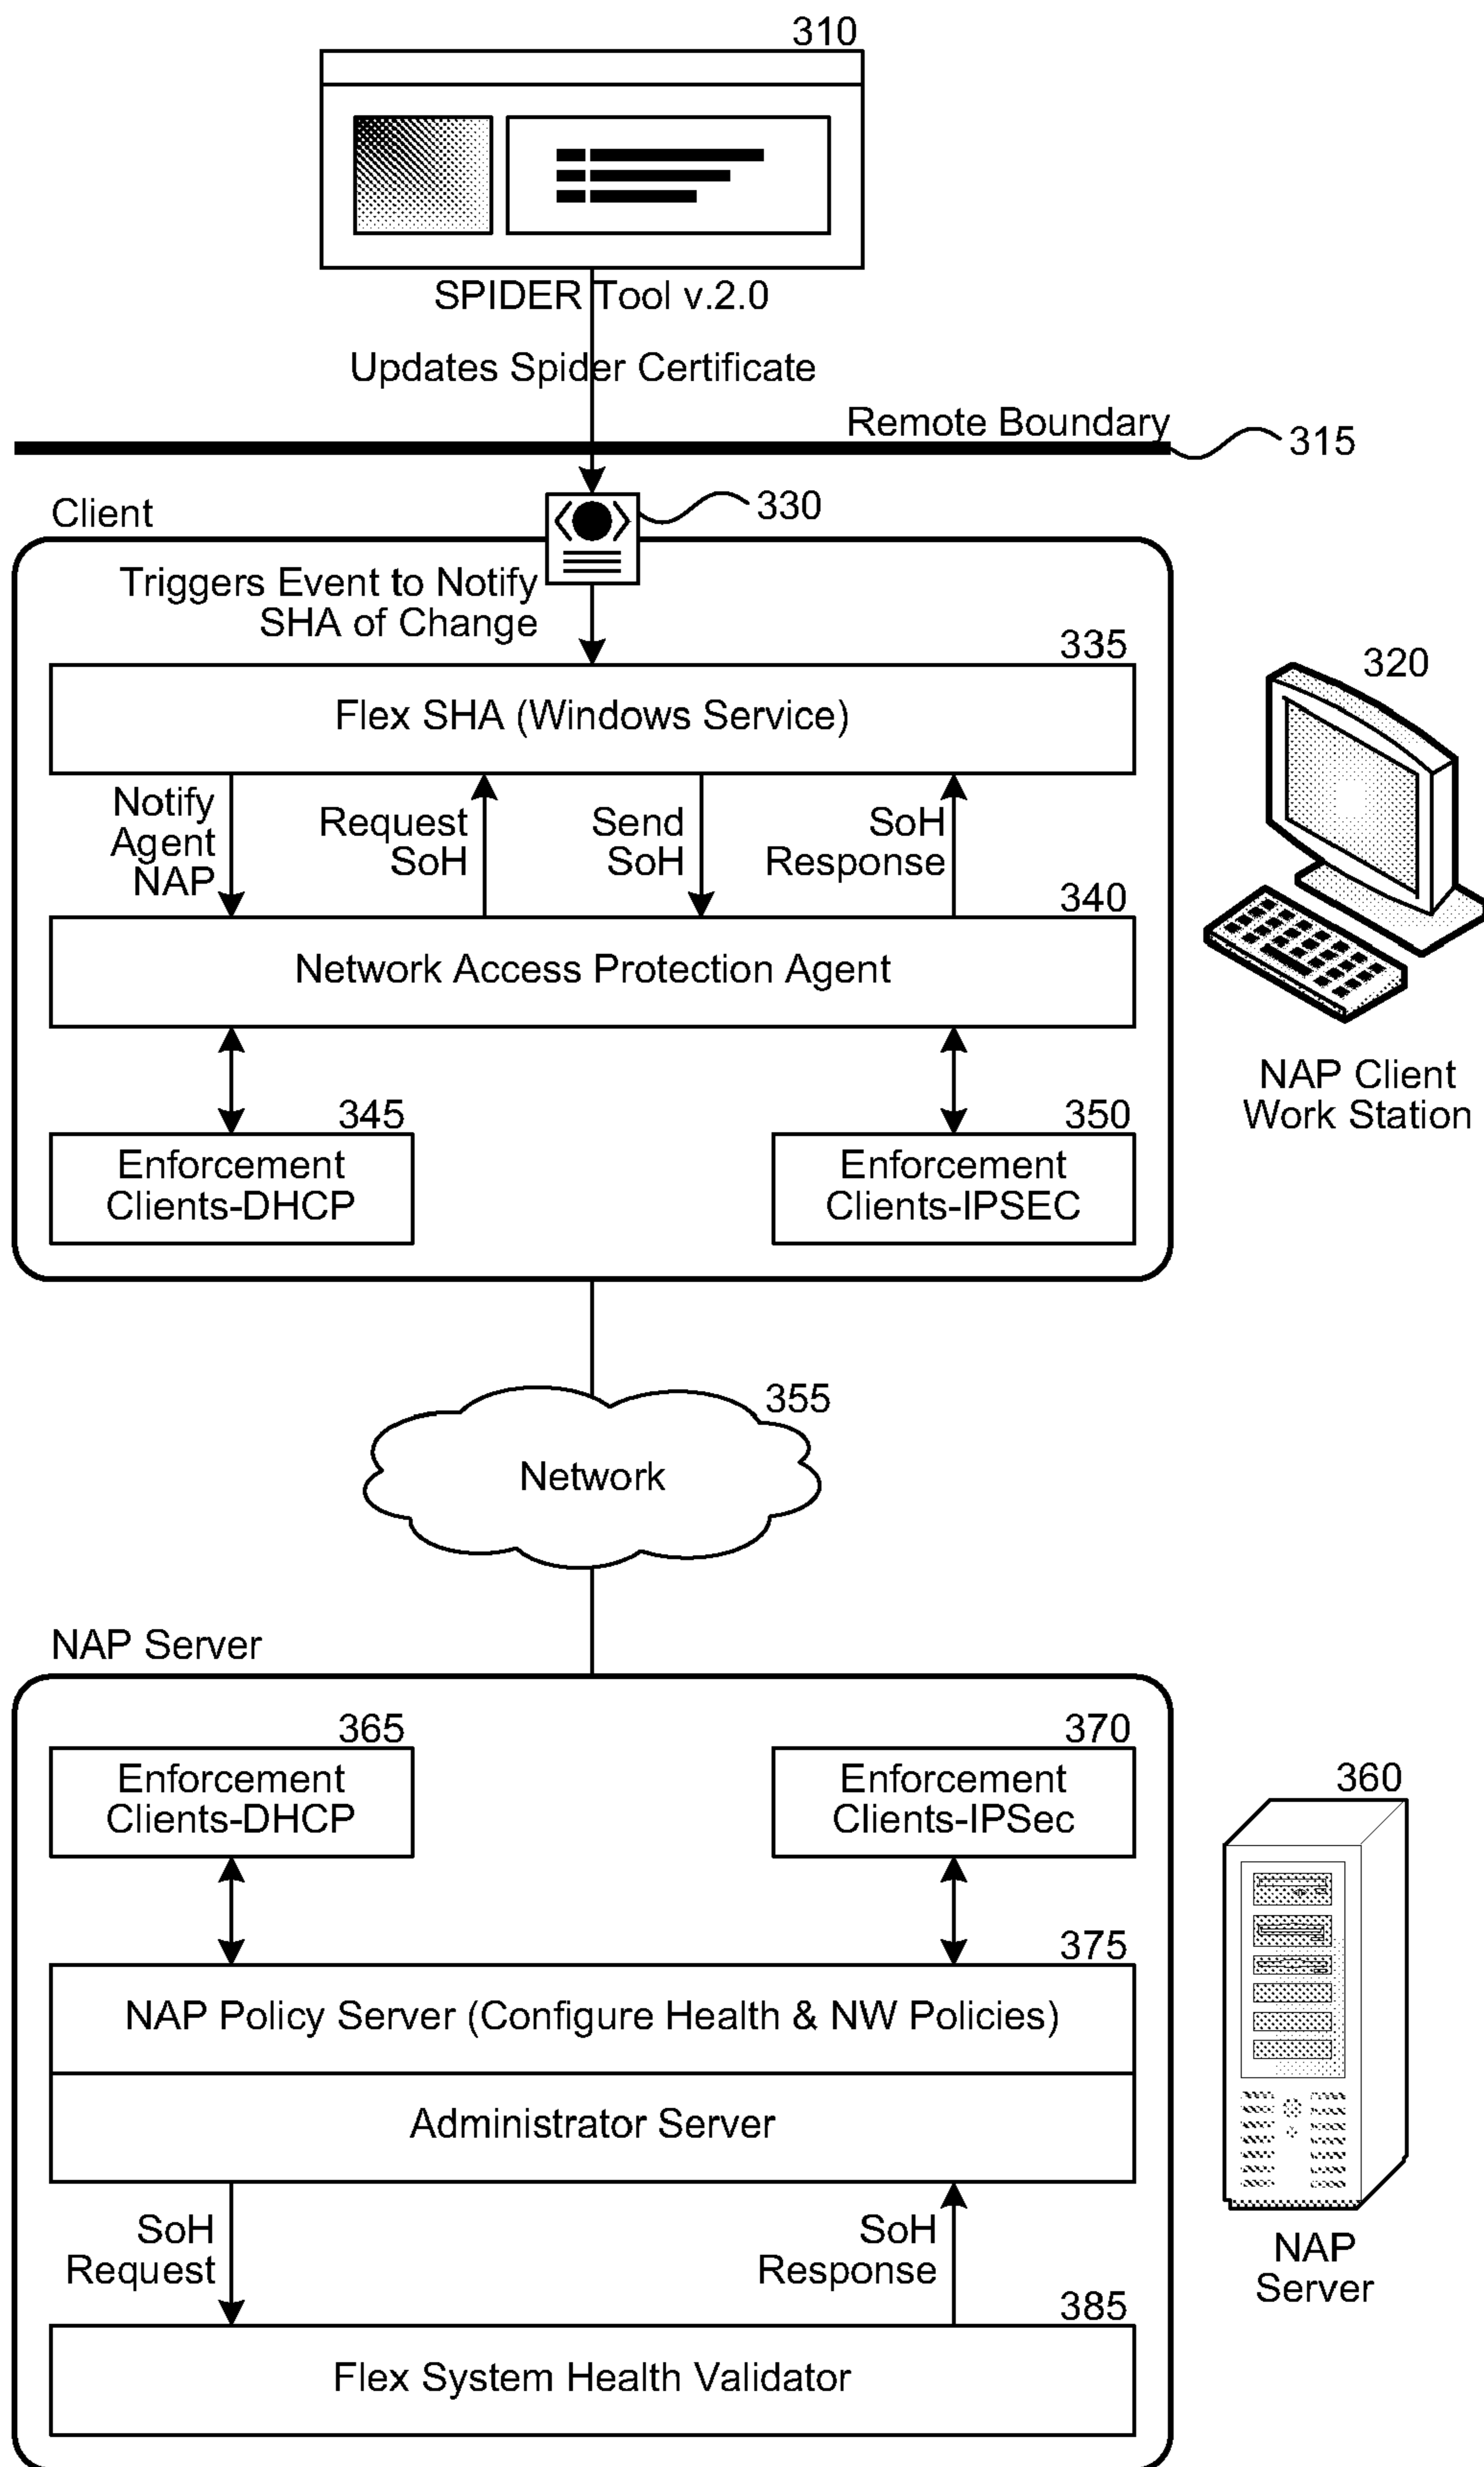 310
SPIDER Tool v.2.0
Updates Spider Certificate
Remote Boundary
315
Client
330
Triggers Event to Notify
SHA of Change
335
Flex SHA (Windows Service)
320
Notify
Agent
NAP
Request
SoH
Send
SoH
SoH
Response
340
Network Access Protection Agent
NAP Client
Work Station
345
Enforcement
Clients-DHCP
350
Enforcement
Clients-IPSEC
355
Network
NAP Server
365
Enforcement
Clients-DHCP
370
Enforcement
Clients-IPSec
360
375
NAP Policy Server (Configure Health & NW Policies)
Administrator Server
SoH
Request
SoH
Response
NAP
Server
385
Flex System Health Validator